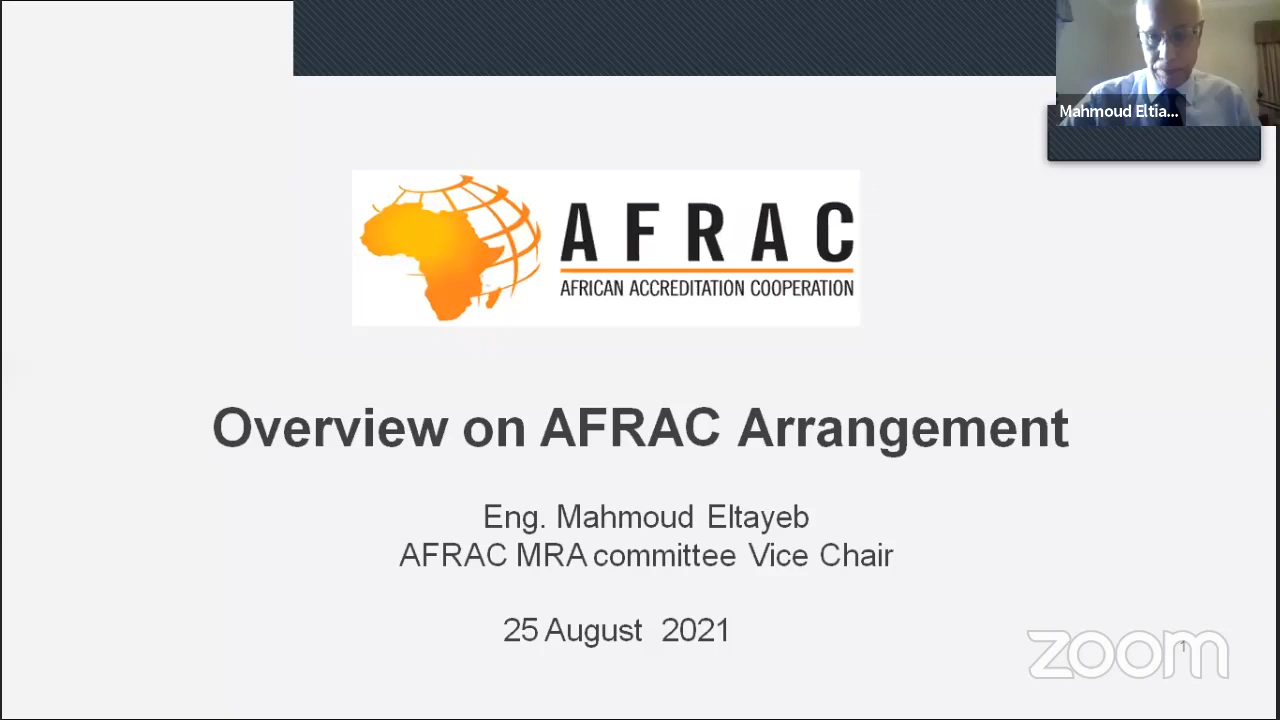 Mahmoud Eltia...
AFRAC
AFRICAN ACCREDITATION COOPERATION
Overview on AFRAC Arrangement
Eng. Mahmoud Eltayeb
AFRAC MRA committee Vice Chair
25 August 2021
zoom
1